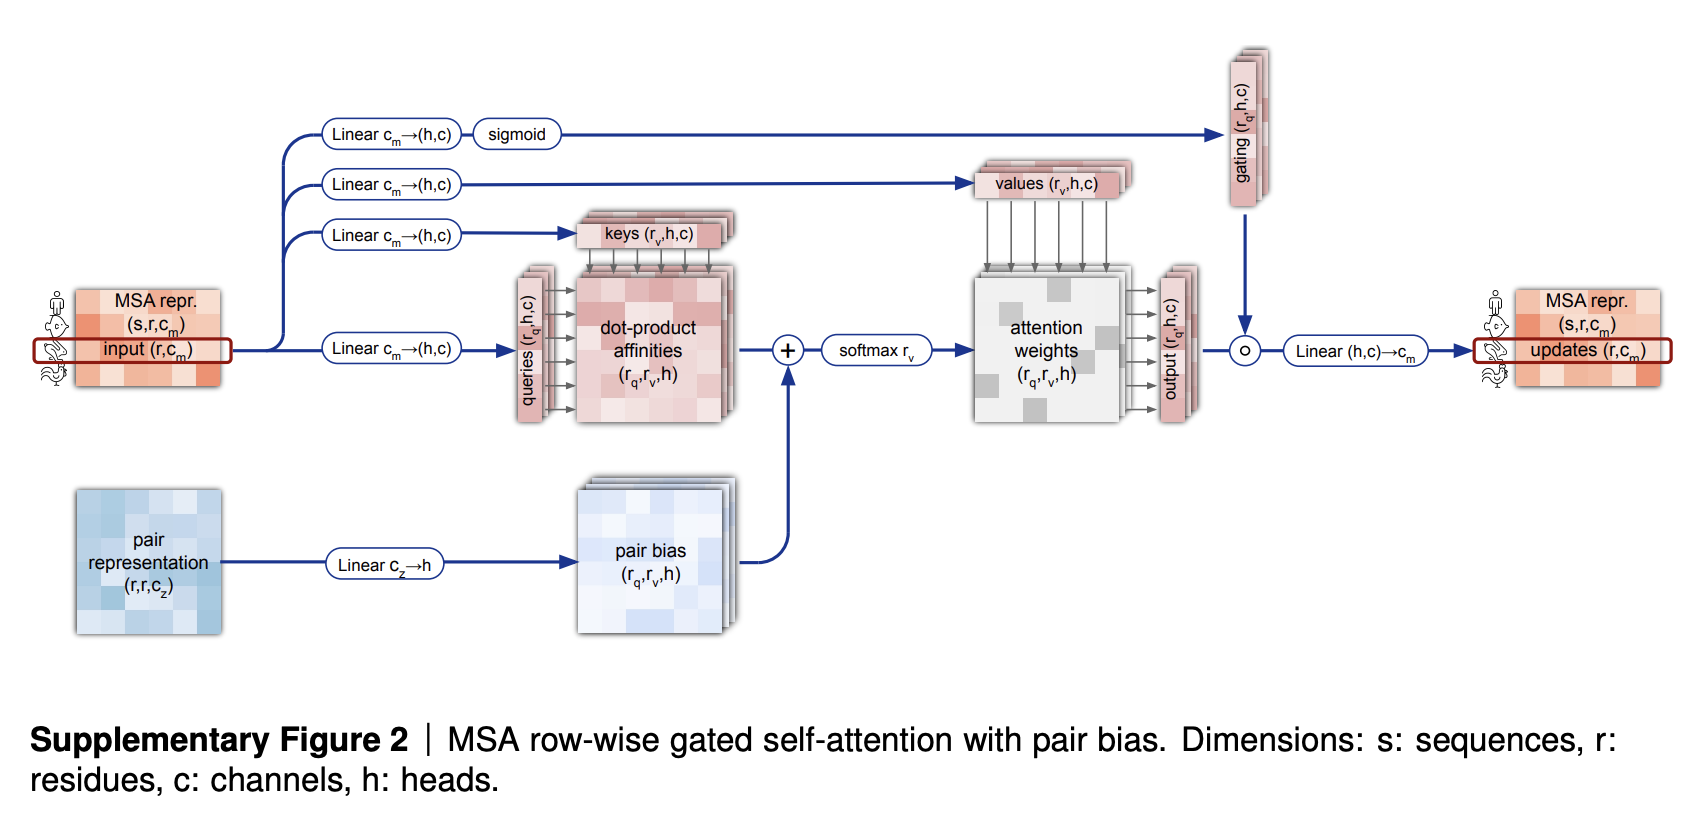 gating (r_q,h,c)
Linear c_m→(h,c)
sigmoid
Linear c_m→(h,c)
values (r_v,h,c)
Linear c_m→(h,c)
keys (r_v,h,c)
MSA repr.
(s,r,c_m)
input (r,c_m)
Linear c_m→(h,c)
queries (r_q,h,c)
dot-product
affinities
(r_q,r_v,h)
+
softmax r_v
attention
weights
(r_q,r_v,h)
output (r_q,h,c)
Linear (h,c)→c_m
MSA repr.
(s,r,c_m)
updates (r,c_m)
pair
representation
(r,r,c_z)
Linear c_z→h
pair bias
(r_q,r_v,h)
Supplementary Figure 2 | MSA row-wise gated self-attention with pair bias. Dimensions: s: sequences, r:
residues, c: channels, h: heads.